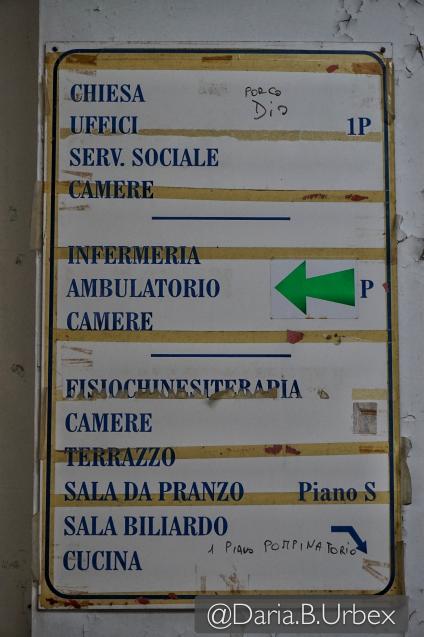 CHIESA
PORCO
DIO
UFFICI 1P
SERV. SOCIALE
CAMERE
INFERMERIA
AMBULATORIO P
CAMERE
FISIOCHINESITERAPIA
CAMERE
TERRAZZO
SALA DA PRANZO Piano S
SALA BILIARDO
1 PIANO POMPINATORIO
CUCINA
@Daria.B.Urbex